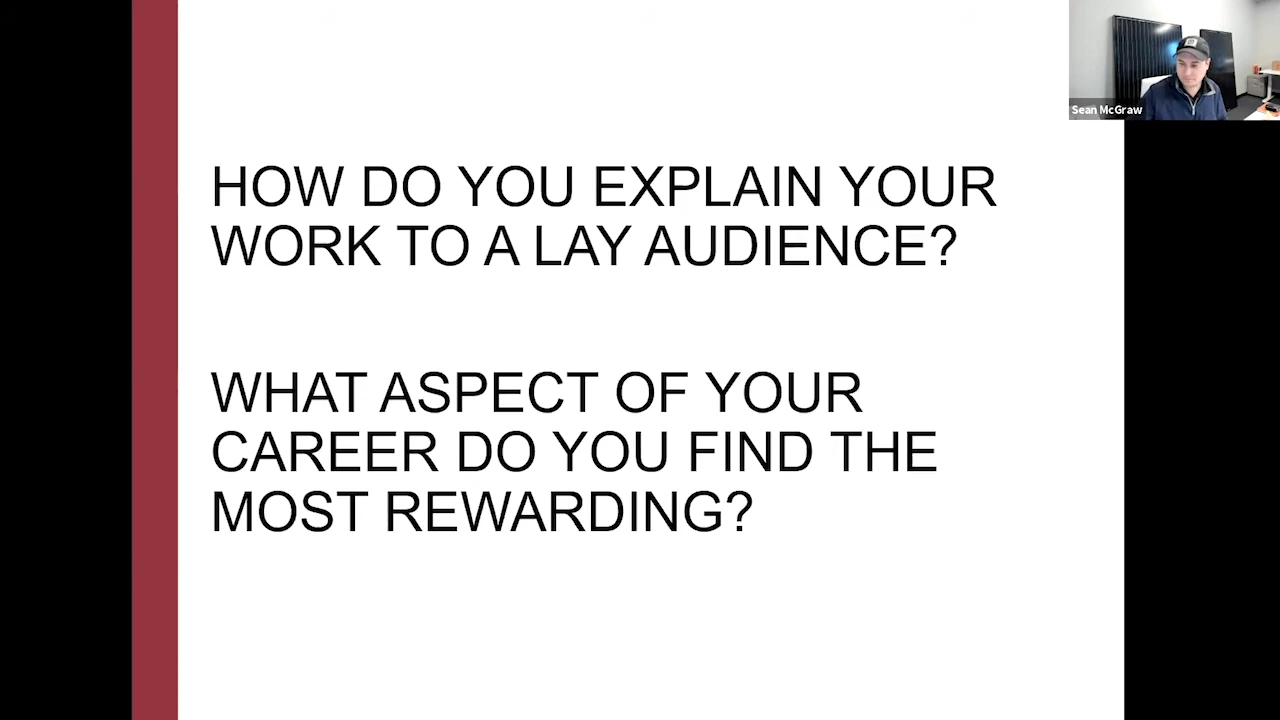 Sean McGraw
HOW DO YOU EXPLAIN YOUR
WORK TO A LAY AUDIENCE?
WHAT ASPECT OF YOUR
CAREER DO YOU FIND THE
MOST REWARDING?